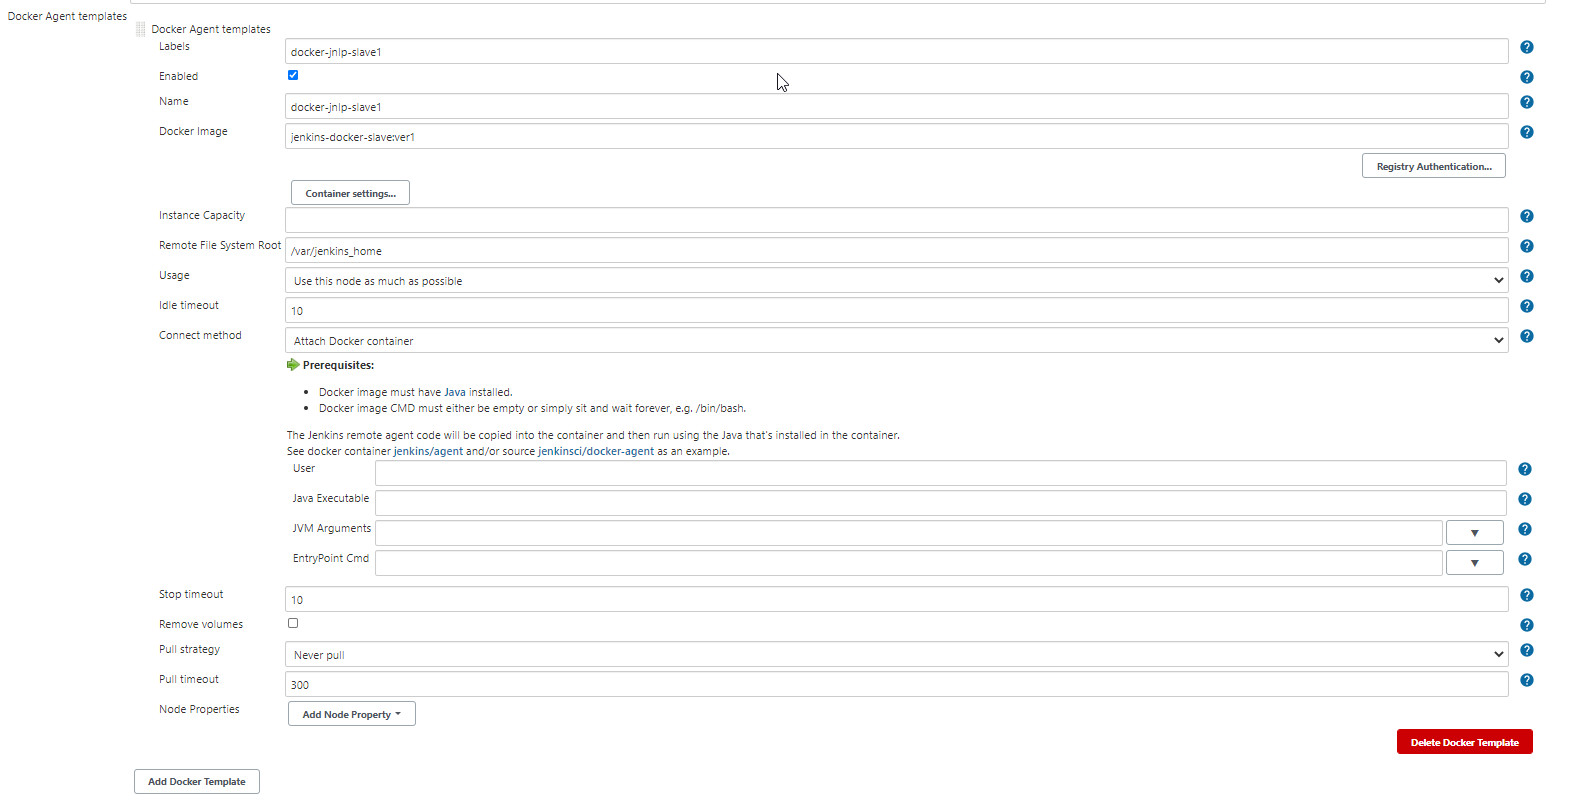 Docker Agent templates
Docker Agent templates
Labels docker-jnlp-slave1
Enabled
Name docker-jnlp-slave1
Docker Image jenkins-docker-slave:ver1
Registry Authentication...
Container settings...
Instance Capacity
Remote File System Root /var/jenkins_home
Usage Use this node as much as possible
Idle timeout 10
Connect method Attach Docker container
Prerequisites:
• Docker image must have Java installed.
• Docker image CMD must either be empty or simply sit and wait forever, e.g. /bin/bash.
The Jenkins remote agent code will be copied into the container and then run using the Java that's installed in the container.
See docker container jenkins/agent and/or source jenkinsci/docker-agent as an example.
User
Java Executable
JVM Arguments
EntryPoint Cmd
Stop timeout 10
Remove volumes
Pull strategy Never pull
Pull timeout 300
Node Properties Add Node Property
Delete Docker Template
Add Docker Template